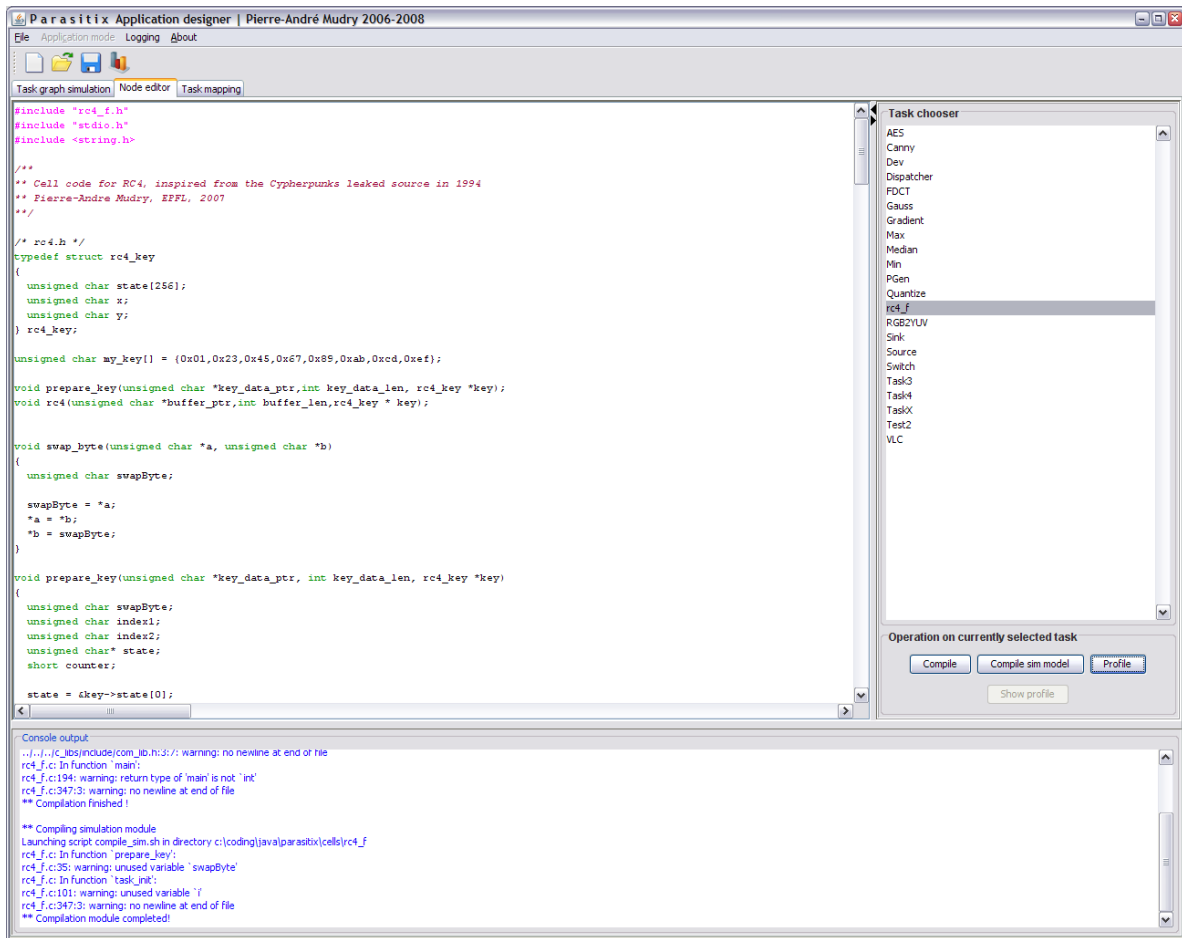 Parasitix Application designer | Pierre-André Mudry 2006-2008
File Application mode Logging About
Task graph simulation Node editor Task mapping
#include "rc4_f.h"
#include "stdio.h"
#include <string.h>
/**
** Cell code for RC4, inspired from the Cypherpunks leaked source in 1994
** Pierre-Andre Mudry, EPFL, 2007
**/
/* rc4.h */
typedef struct rc4_key
{
unsigned char state[256];
unsigned char x;
unsigned char y;
} rc4_key;
unsigned char my_key[] = {0x01,0x23,0x45,0x67,0x89,0xab,0xcd,0xef};
void prepare_key(unsigned char *key_data_ptr,int key_data_len, rc4_key *key);
void rc4(unsigned char *buffer_ptr,int buffer_len,rc4_key * key);
void swap_byte(unsigned char *a, unsigned char *b)
{
unsigned char swapByte;
swapByte = *a;
*a = *b;
*b = swapByte;
}
void prepare_key(unsigned char *key_data_ptr, int key_data_len, rc4_key *key)
{
unsigned char swapByte;
unsigned char index1;
unsigned char index2;
unsigned char* state;
short counter;
state = &key->state[0];
Task chooser
AES
Canny
Dev
Dispatcher
FDCT
Gauss
Gradient
Max
Median
Min
PGen
Quantize
rc4_f
RGB2YUV
Sink
Source
Switch
Task3
Task4
TaskX
Test2
VLC
Operation on currently selected task
Compile Compile sim model Profile
Show profile
Console output
../../../c_libs/include/com_lib.h:3:7: warning: no newline at end of file
rc4_f.c: In function `main':
rc4_f.c:194: warning: return type of 'main' is not `int'
rc4_f.c:347:3: warning: no newline at end of file
** Compilation finished !
** Compiling simulation module
Launching script compile_sim.sh in directory c:\coding\java\parasitix\cells\rc4_f
rc4_f.c: In function `prepare_key':
rc4_f.c:35: warning: unused variable `swapByte'
rc4_f.c: In function `task_init':
rc4_f.c:101: warning: unused variable `i'
rc4_f.c:347:3: warning: no newline at end of file
** Compilation module completed!